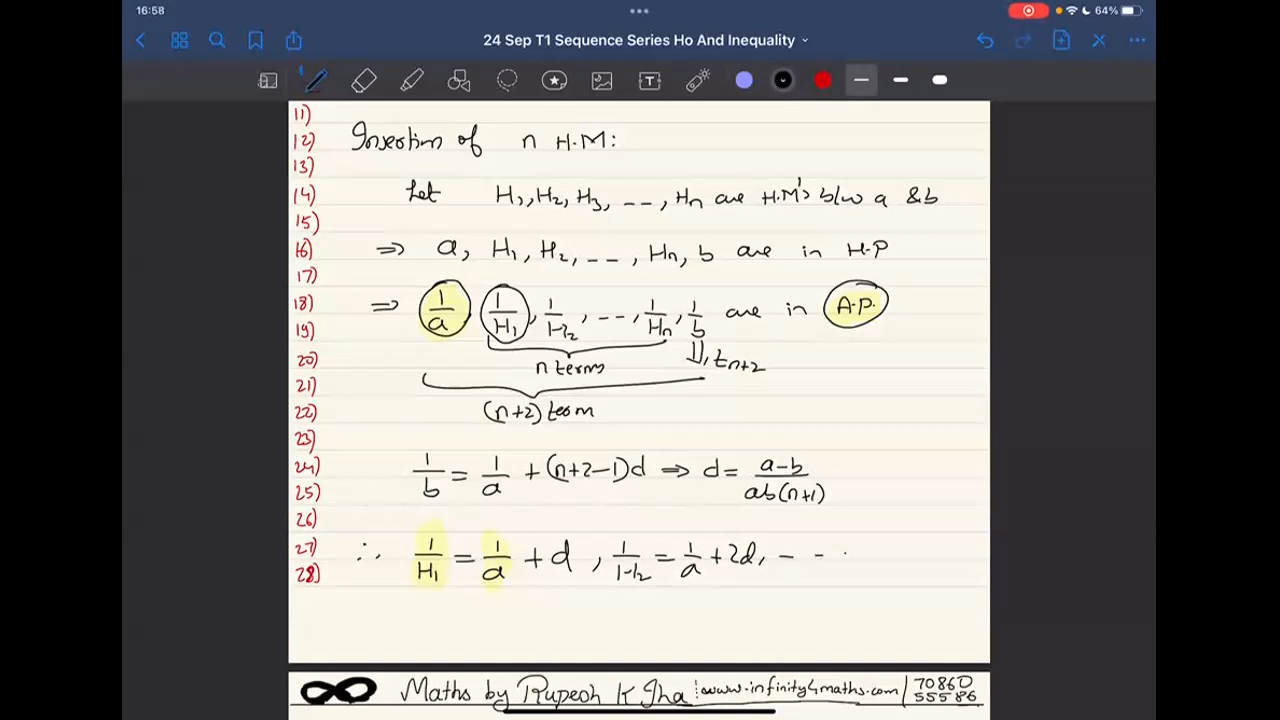 16:58
64%
24 Sep T1 Sequence Series Ho And Inequality
11)
12) Insertion of n H.M:
13)
14) Let H₁, H₂, H₃, ---, Hn are H.M's b/w a & b
15)
16) ⇒ a, H₁, H₂, ---, Hn, b are in H.P
17)
18) ⇒ 1/a, 1/H₁, 1/H₂, ---, 1/Hn, 1/b are in A.P.
19)
20) n terms ⇓, tn+2
21)
22) (n+2) term
23)
24) 1/b = 1/a + (n+2-1)d ⇒ d = (a-b)/(ab(n+1))
25)
26)
27) ∴ 1/H₁ = 1/a + d, 1/H₂ = 1/a + 2d, ---
28)
Maths by Rupesh K Jha www.infinity4maths.com 70860 55586